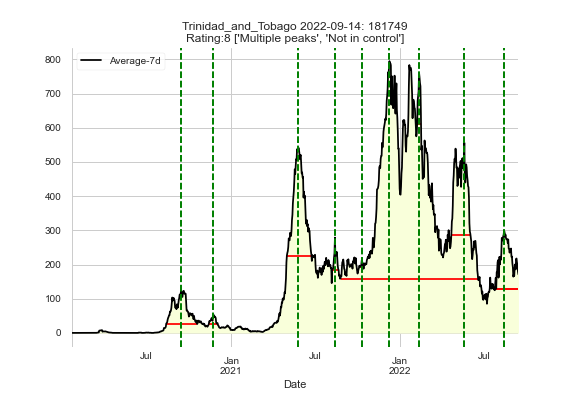 Trinidad_and_Tobago 2022-09-14: 181749
Rating:8 ['Multiple peaks', 'Not in control']
Average-7d
800
700
600
500
400
300
200
100
0
Jul
Jan
2021
Jul
Jan
2022
Jul
Date